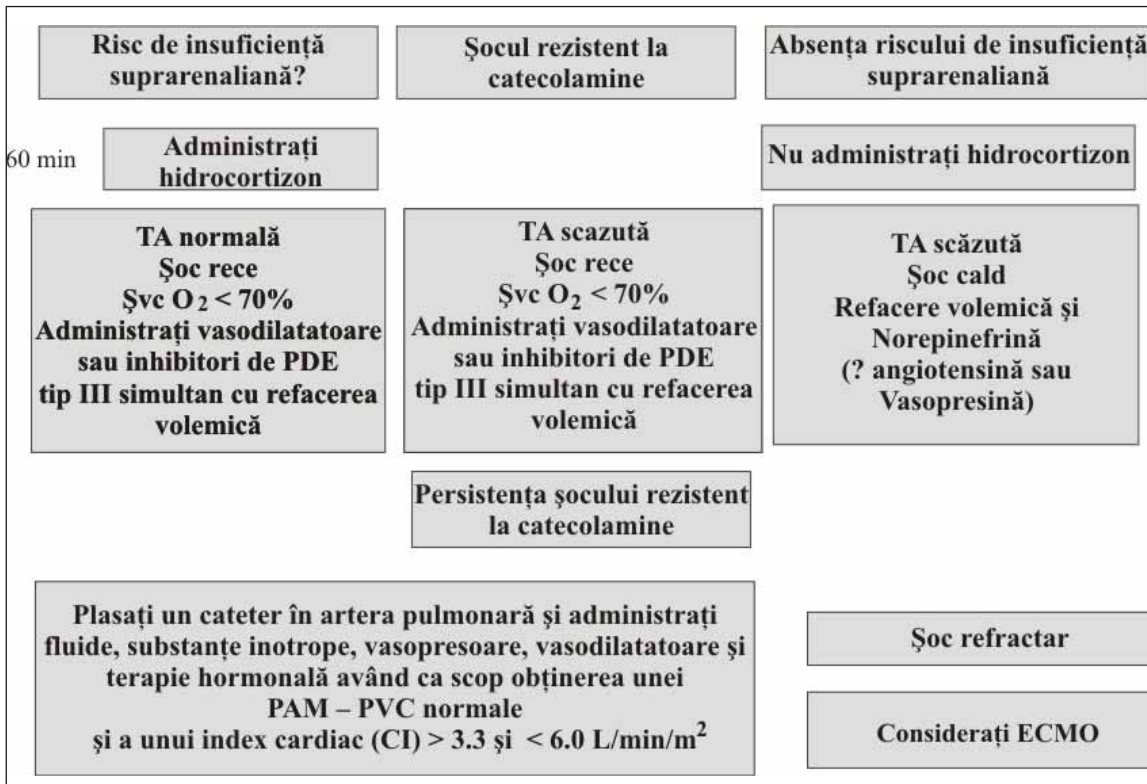 Risc de insuficiență
suprarenaliană?
Șocul rezistent la
catecolamine
Absența riscului de insuficiență
suprarenaliană
60 min
Administrați
hidrocortizon
Nu administrați hidrocortizon
TA normală
Șoc rece
Șvc O₂ < 70%
Administrați vasodilatatoare
sau inhibitori de PDE
tip III simultan cu refacerea
volemică
TA scazută
Șoc rece
Șvc O₂ < 70%
Administrați vasodilatatoare
sau inhibitori de PDE
tip III simultan cu refacerea
volemică
TA scăzută
Șoc cald
Refacere volemică și
Norepinefrină
(? angiotensină sau
Vasopresină)
Persistența șocului rezistent
la catecolamine
Plasați un cateter în artera pulmonară și administrați
fluide, substanțe inotrope, vasopresoare, vasodilatatoare și
terapie hormonală având ca scop obținerea unei
PAM – PVC normale
și a unui index cardiac (CI) > 3.3 și < 6.0 L/min/m²
Șoc refractar
Considerați ECMO